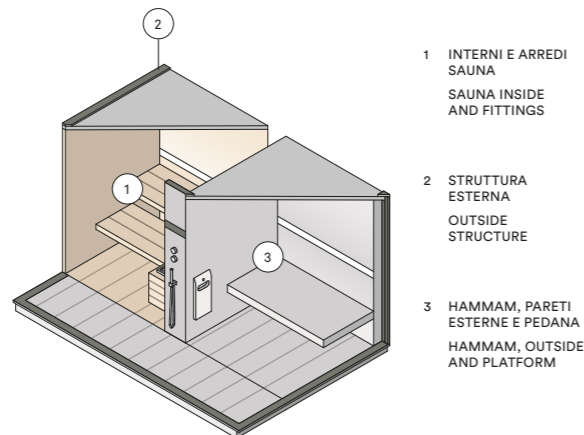 2
1
3
1 INTERNI E ARREDI
SAUNA
SAUNA INSIDE
AND FITTINGS
2 STRUTTURA
ESTERNA
OUTSIDE
STRUCTURE
3 HAMMAM, PARETI
ESTERNE E PEDANA
HAMMAM, OUTSIDE
AND PLATFORM